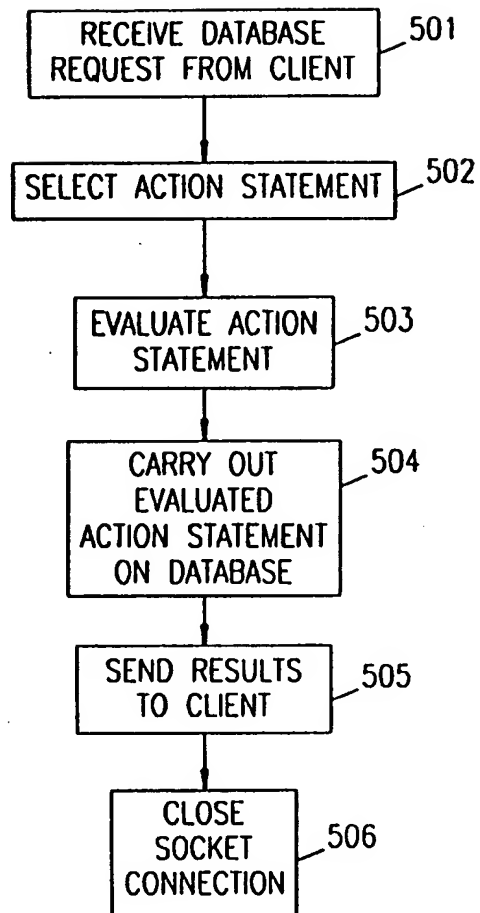 RECEIVE DATABASE
REQUEST FROM CLIENT
501
SELECT ACTION STATEMENT
502
EVALUATE ACTION
STATEMENT
503
CARRY OUT
EVALUATED
ACTION STATEMENT
ON DATABASE
504
SEND RESULTS
TO CLIENT
505
CLOSE
SOCKET
CONNECTION
506